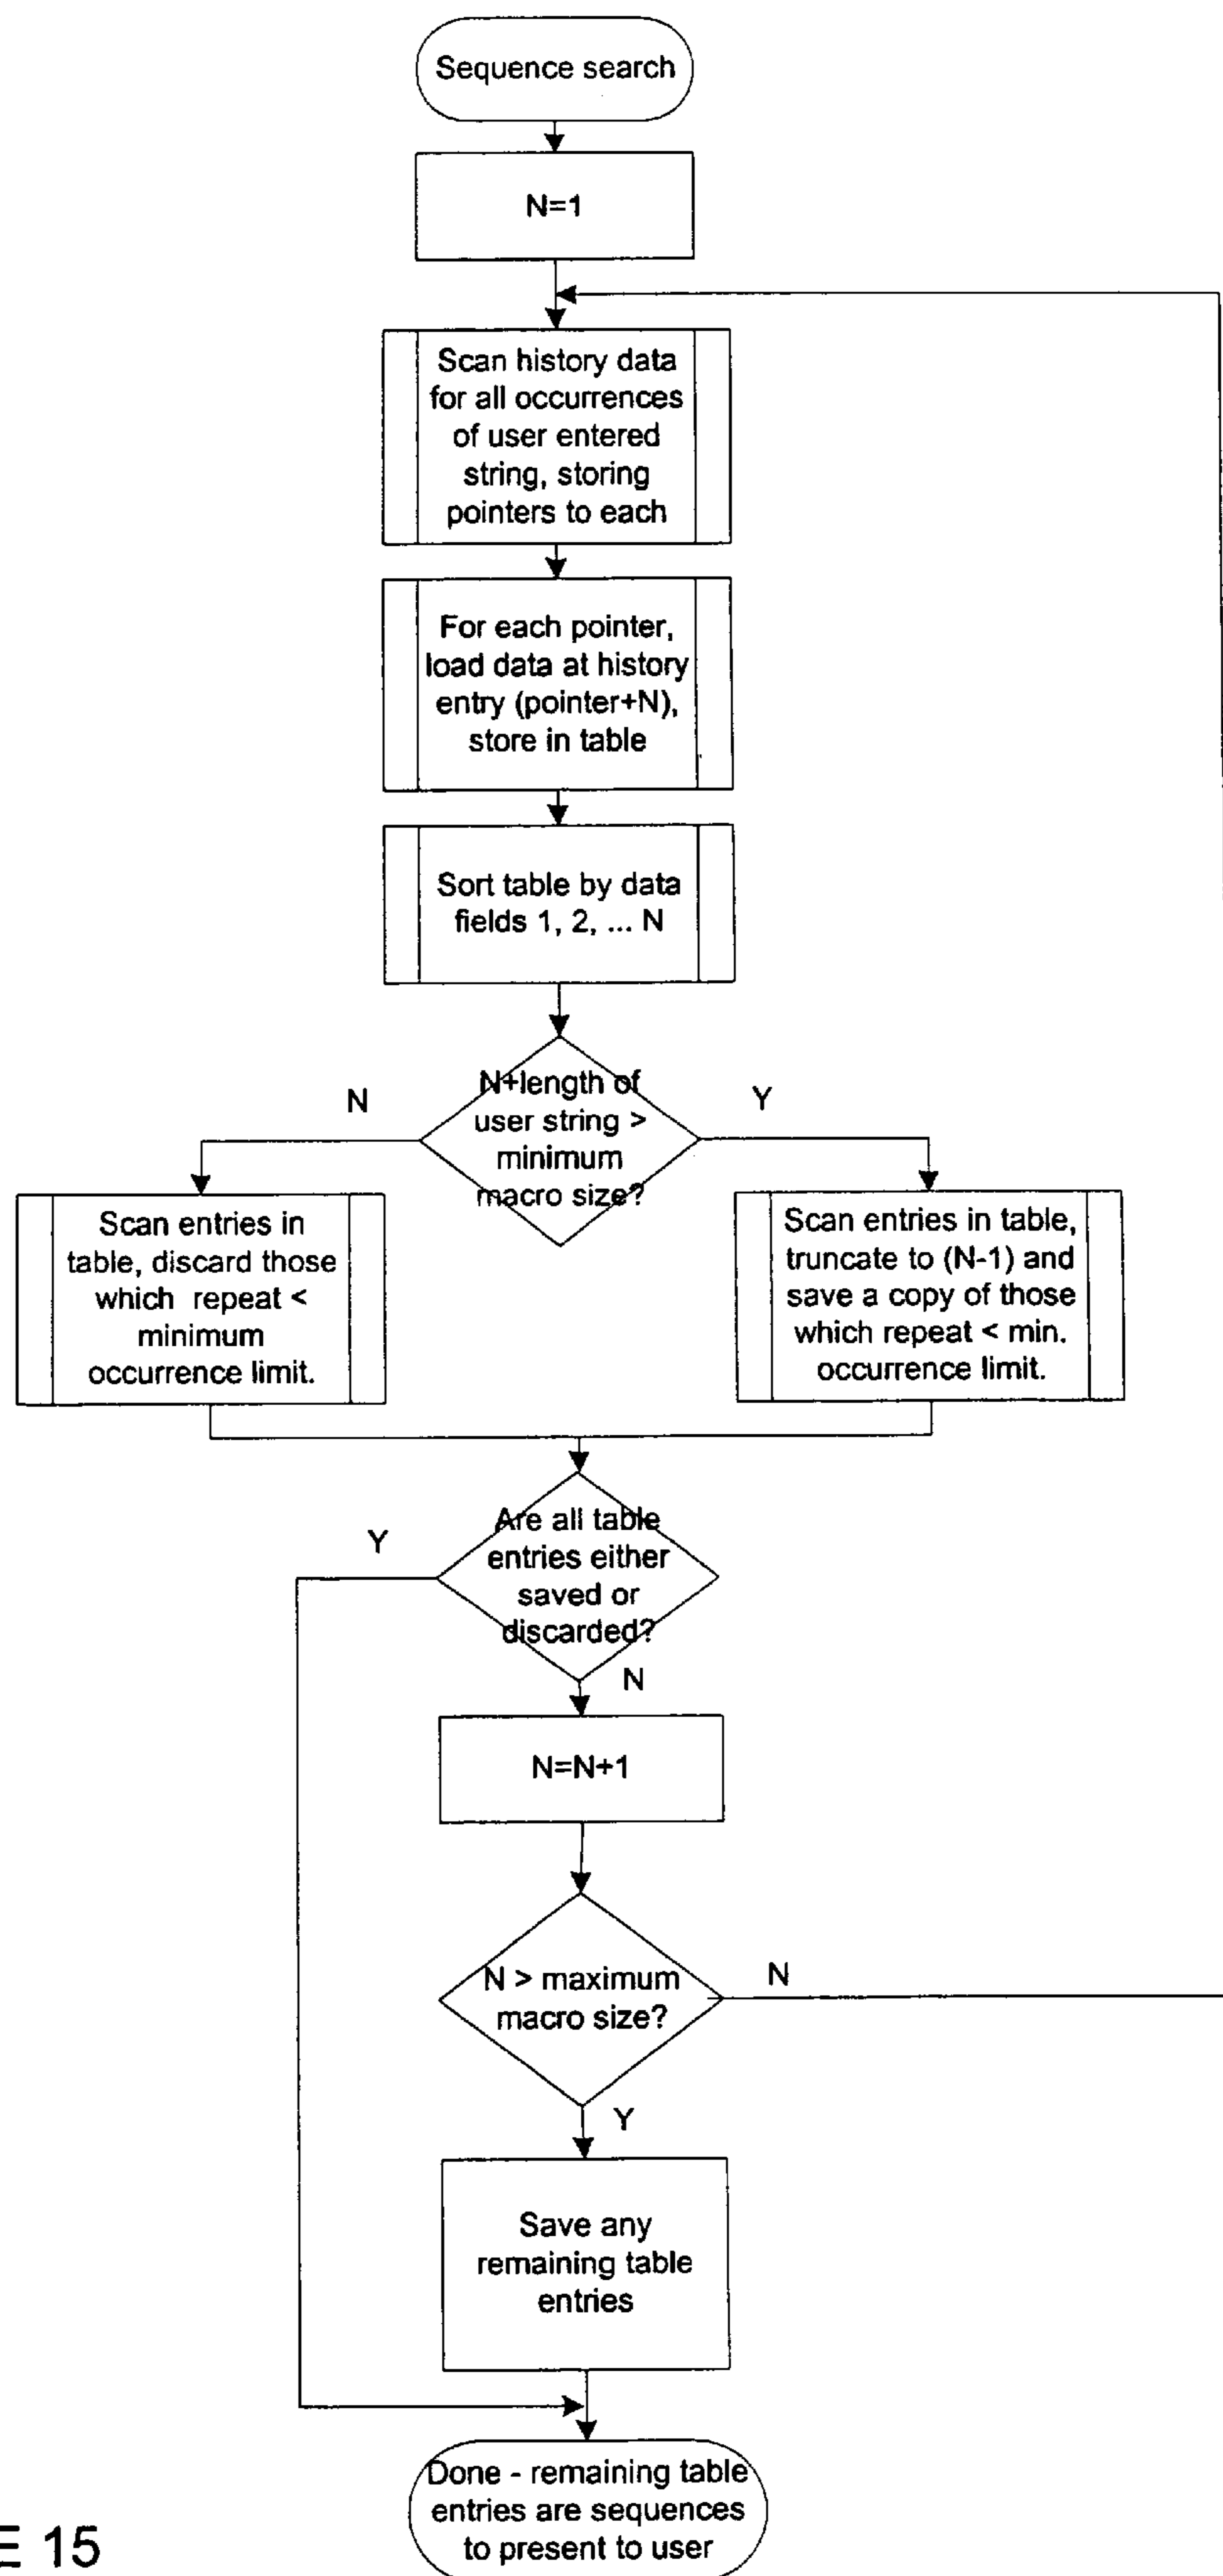 Sequence search
N=1
Scan history data
for all occurrences
of user entered
string, storing
pointers to each
For each pointer,
load data at history
entry (pointer+N),
store in table
Sort table by data
fields 1, 2, ... N
N+length of
user string >
minimum
macro size?
N
Y
Scan entries in
table, discard those
which repeat <
minimum
occurrence limit.
Scan entries in table,
truncate to (N-1) and
save a copy of those
which repeat < min.
occurrence limit.
Are all table
entries either
saved or
discarded?
Y
N
N=N+1
N > maximum
macro size?
N
Y
Save any
remaining table
entries
Done - remaining table
entries are sequences
to present to user
E 15